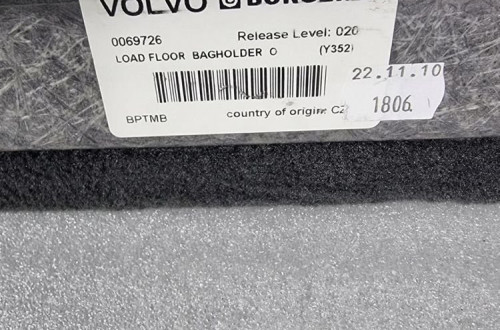 VOLVO
0069726 Release Level: 020
LOAD FLOOR BAGHOLDER O (Y352)
22.11.10
1806
BPTMB country of origin: CZ